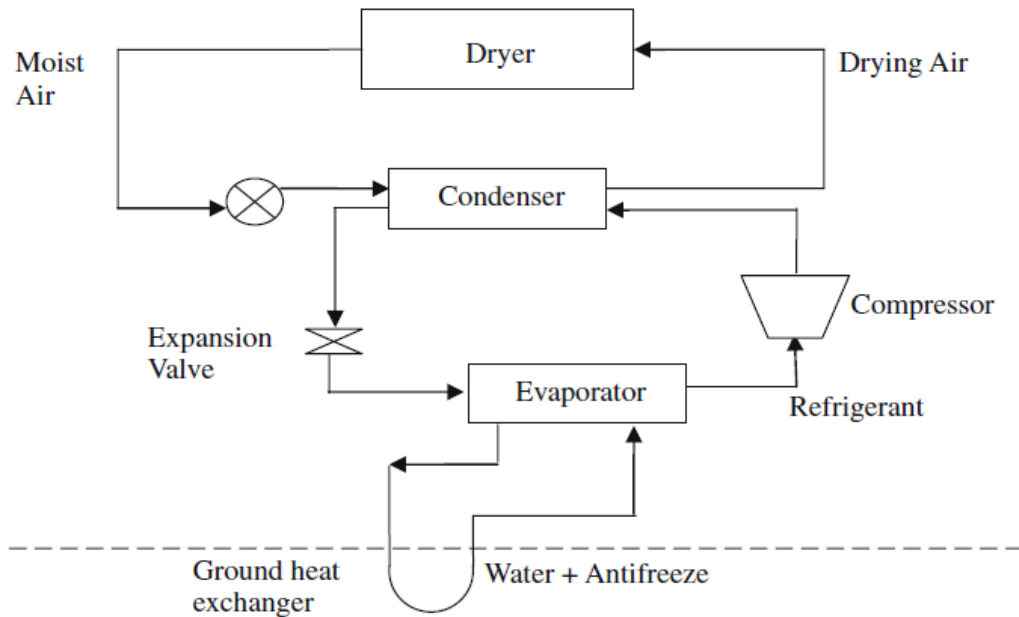 Moist
Air
Dryer
Drying Air
Condenser
Compressor
Expansion
Valve
Evaporator
Refrigerant
Ground heat
exchanger
Water + Antifreeze